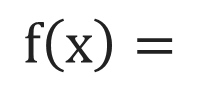 f(x) =